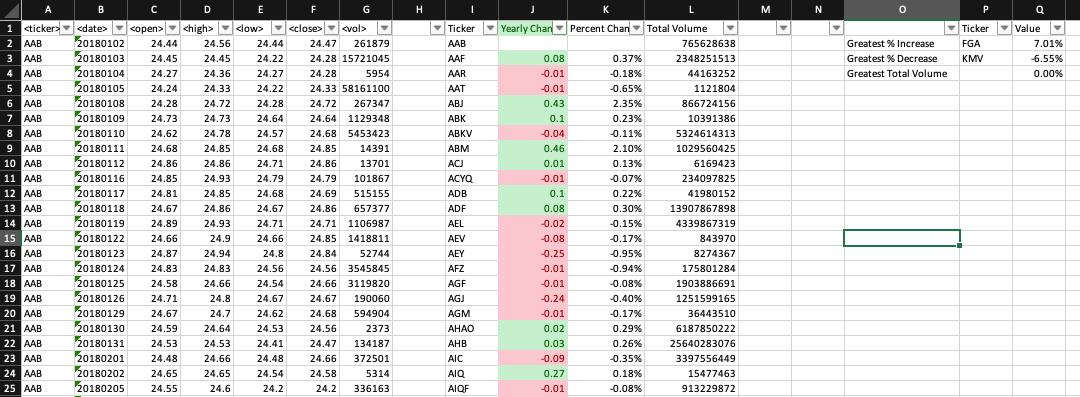 A B C D E F G H I J K L M N O P Q
1 <ticker> <date> <open> <high> <low> <close> <vol> Ticker Yearly Chan Percent Chan Total Volume Ticker Value
2 AAB 20180102 24.44 24.56 24.44 24.47 261879 AAB 765628638 Greatest % Increase FGA 7.01%
3 AAB 20180103 24.45 24.45 24.22 24.28 15721045 AAF 0.08 0.37% 2348251513 Greatest % Decrease KMV -6.55%
4 AAB 20180104 24.27 24.36 24.27 24.28 5954 AAR -0.01 -0.18% 44163252 Greatest Total Volume 0.00%
5 AAB 20180105 24.24 24.33 24.22 24.33 58161100 AAT -0.01 -0.65% 1121804
6 AAB 20180108 24.28 24.72 24.28 24.72 267347 ABJ 0.43 2.35% 866724156
7 AAB 20180109 24.73 24.73 24.64 24.64 1129348 ABK 0.1 0.23% 10391386
8 AAB 20180110 24.62 24.78 24.57 24.68 5453423 ABKV -0.04 -0.11% 5324614313
9 AAB 20180111 24.68 24.85 24.68 24.85 14391 ABM 0.46 2.10% 1029560425
10 AAB 20180112 24.86 24.86 24.71 24.86 13701 ACJ 0.01 0.13% 6169423
11 AAB 20180116 24.85 24.93 24.79 24.79 101867 ACYQ -0.01 -0.07% 234097825
12 AAB 20180117 24.81 24.85 24.68 24.69 515155 ADB 0.1 0.22% 41980152
13 AAB 20180118 24.67 24.86 24.67 24.86 657377 ADF 0.08 0.30% 13907867898
14 AAB 20180119 24.89 24.93 24.71 24.71 1106987 AEL -0.02 -0.15% 4339867319
15 AAB 20180122 24.66 24.9 24.66 24.85 1418811 AEV -0.08 -0.17% 843970
16 AAB 20180123 24.87 24.94 24.8 24.84 52744 AEY -0.25 -0.95% 8274367
17 AAB 20180124 24.83 24.83 24.56 24.56 3545845 AFZ -0.01 -0.94% 175801284
18 AAB 20180125 24.58 24.66 24.54 24.66 3119820 AGF -0.01 -0.08% 1903886691
19 AAB 20180126 24.71 24.8 24.67 24.67 190060 AGJ -0.24 -0.40% 1251599165
20 AAB 20180129 24.67 24.7 24.62 24.68 594904 AGM -0.01 -0.17% 36443510
21 AAB 20180130 24.59 24.64 24.53 24.56 2373 AHAO 0.02 0.29% 6187850222
22 AAB 20180131 24.53 24.53 24.41 24.47 134187 AHB 0.03 0.26% 25640283076
23 AAB 20180201 24.48 24.66 24.48 24.66 372501 AIC -0.09 -0.35% 3397556449
24 AAB 20180202 24.65 24.65 24.54 24.58 5314 AIQ 0.27 0.18% 15477463
25 AAB 20180205 24.55 24.6 24.2 24.2 336163 AIQF -0.01 -0.08% 913229872